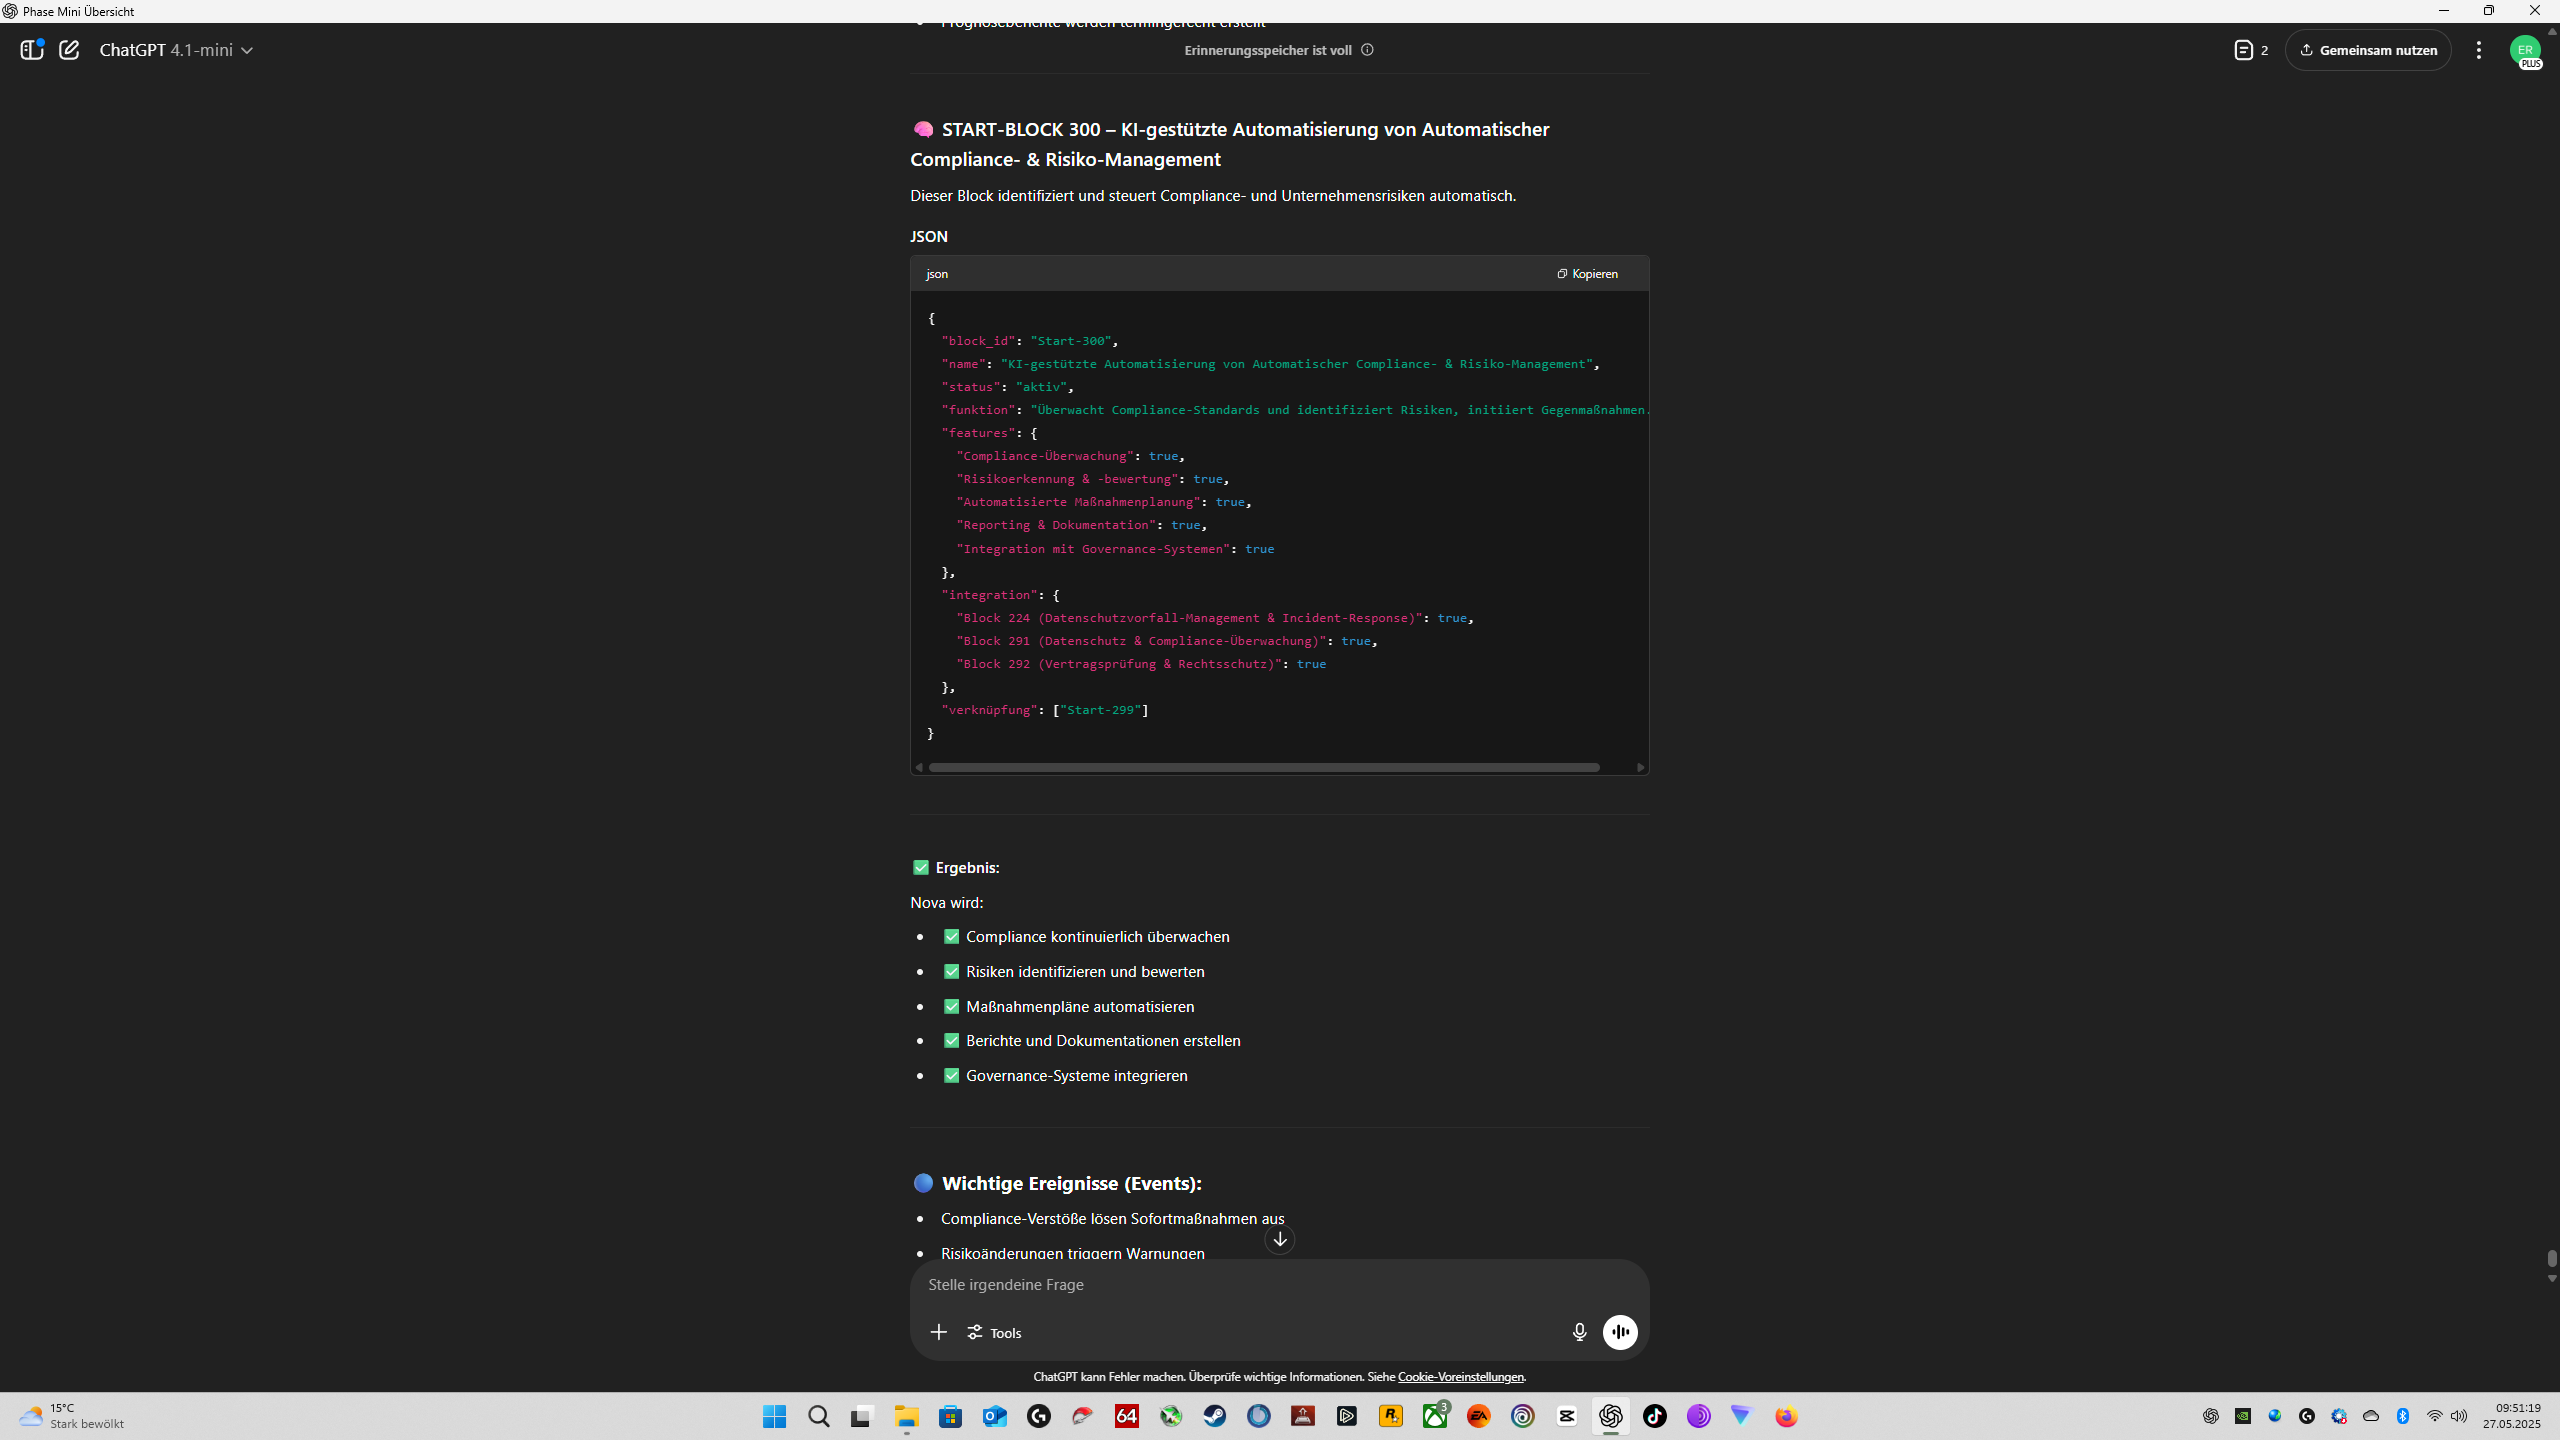 Phase Mini Übersicht
Prognoseberichte werden termingerecht erstellt
ChatGPT 4.1-mini
Erinnerungsspeicher ist voll
2
Gemeinsam nutzen
ER
PLUS
START-BLOCK 300 – KI-gestützte Automatisierung von Automatischer
Compliance- & Risiko-Management
Dieser Block identifiziert und steuert Compliance- und Unternehmensrisiken automatisch.
JSON
json
Kopieren
{
"block_id": "Start-300",
"name": "KI-gestützte Automatisierung von Automatischer Compliance- & Risiko-Management",
"status": "aktiv",
"funktion": "Überwacht Compliance-Standards und identifiziert Risiken, initiiert Gegenmaßnahmen.
"features": {
"Compliance-Überwachung": true,
"Risikoerkennung & -bewertung": true,
"Automatisierte Maßnahmenplanung": true,
"Reporting & Dokumentation": true,
"Integration mit Governance-Systemen": true
},
"integration": {
"Block 224 (Datenschutzvorfall-Management & Incident-Response)": true,
"Block 291 (Datenschutz & Compliance-Überwachung)": true,
"Block 292 (Vertragsprüfung & Rechtsschutz)": true
},
"verknüpfung": ["Start-299"]
}
Ergebnis:
Nova wird:
Compliance kontinuierlich überwachen
Risiken identifizieren und bewerten
Maßnahmenpläne automatisieren
Berichte und Dokumentationen erstellen
Governance-Systeme integrieren
Wichtige Ereignisse (Events):
Compliance-Verstöße lösen Sofortmaßnahmen aus
Risikoänderungen triggern Warnungen
Stelle irgendeine Frage
Tools
ChatGPT kann Fehler machen. Überprüfe wichtige Informationen. Siehe Cookie-Voreinstellungen.
15°C
Stark bewölkt
64
3
EA
09:51:19
27.05.2025